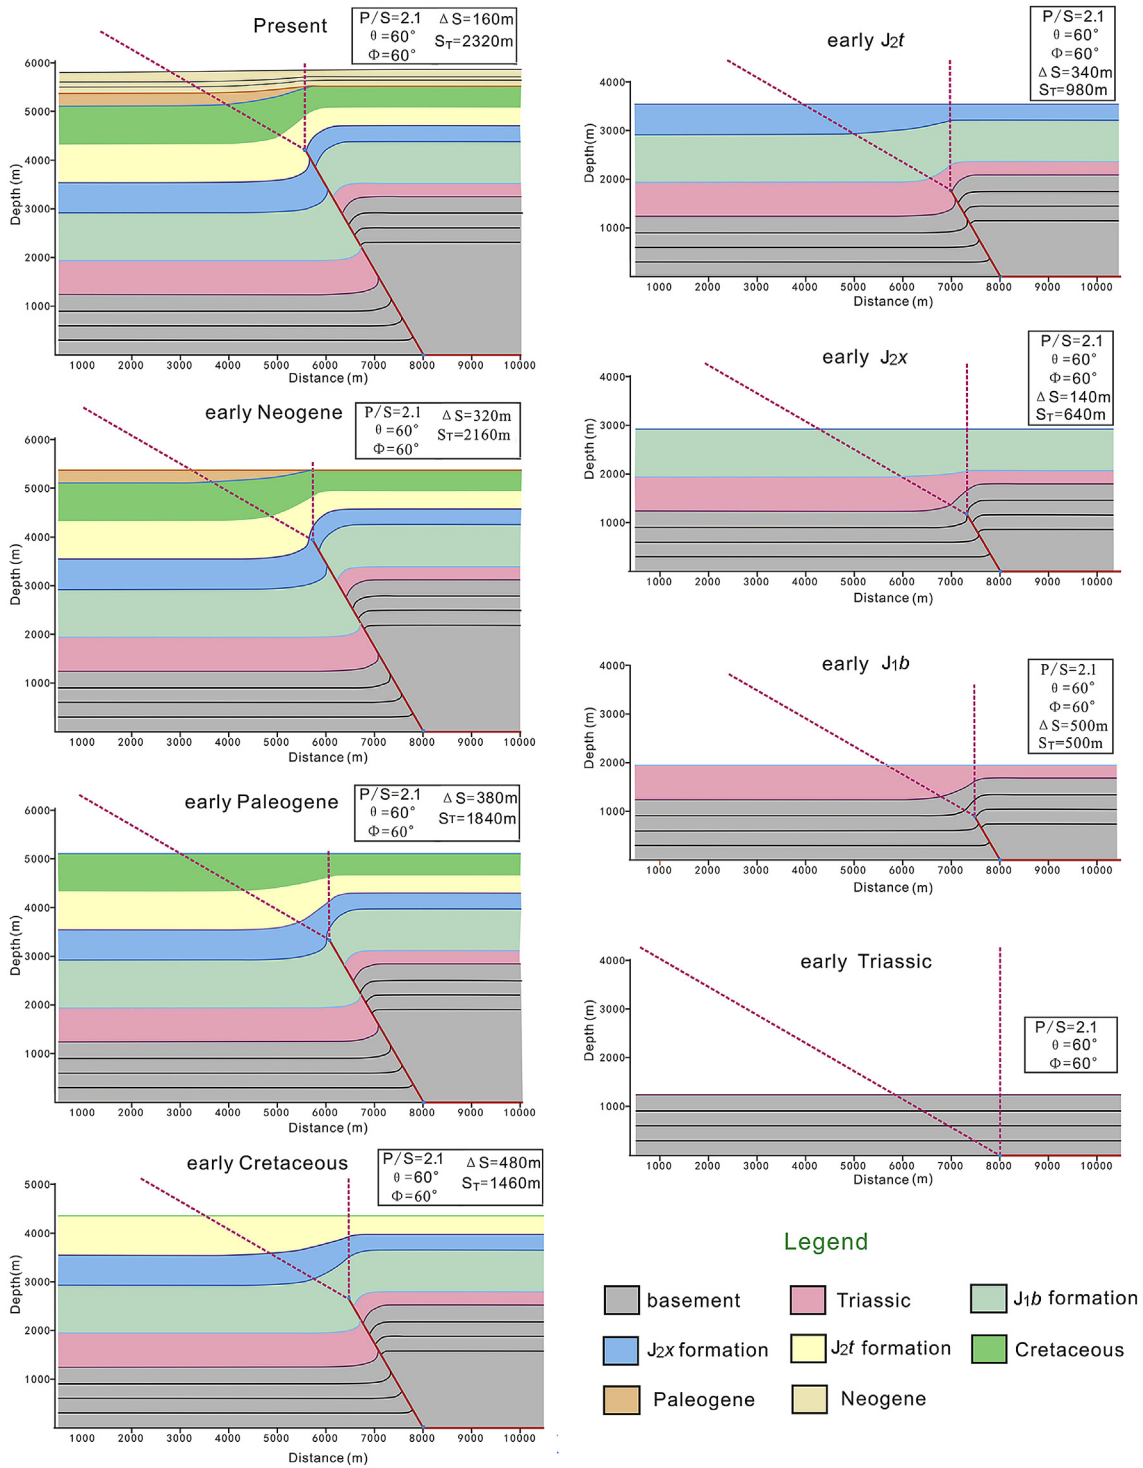 Present
P/S=2.1 ΔS=160m
θ=60° ST=2320m
Φ=60°
6000
5000
4000
3000
2000
1000
Depth(m)
1000 2000 3000 4000 5000 6000 7000 8000 9000 10000
Distance(m)
early Neogene
P/S=2.1 ΔS=320m
θ=60° ST=2160m
Φ=60°
6000
5000
4000
3000
2000
1000
Depth(m)
1000 2000 3000 4000 5000 6000 7000 8000 9000 10000
Distance (m)
early Paleogene
P/S=2.1 ΔS=380m
θ=60° ST=1840m
Φ=60°
6000
5000
4000
3000
2000
1000
Depth(m)
1000 2000 3000 4000 5000 6000 7000 8000 9000 10000
Distance (m)
early Cretaceous
P/S=2.1 ΔS=480m
θ=60° ST=1460m
Φ=60°
5000
4000
3000
2000
1000
Depth(m)
1000 2000 3000 4000 5000 6000 7000 8000 9000 10000
Distance (m)
early J2t
P/S=2.1
θ=60°
Φ=60°
ΔS=340m
ST=980m
4000
3000
2000
1000
Depth(m)
1000 2000 3000 4000 5000 6000 7000 8000 9000 10000
Distance (m)
early J2x
P/S=2.1
θ=60°
Φ=60°
ΔS=140m
ST=640m
4000
3000
2000
1000
Depth(m)
1000 2000 3000 4000 5000 6000 7000 8000 9000 10000
Distance (m)
early J1b
P/S=2.1
θ=60°
Φ=60°
ΔS=500m
ST=500m
4000
3000
2000
1000
Depth(m)
1000 2000 3000 4000 5000 6000 7000 8000 9000 10000
Distance (m)
early Triassic
P/S=2.1
θ=60°
Φ=60°
4000
3000
2000
1000
Depth(m)
1000 2000 3000 4000 5000 6000 7000 8000 9000 10000
Distance (m)
Legend
basement Triassic J1b formation
J2x formation J2t formation Cretaceous
Paleogene Neogene